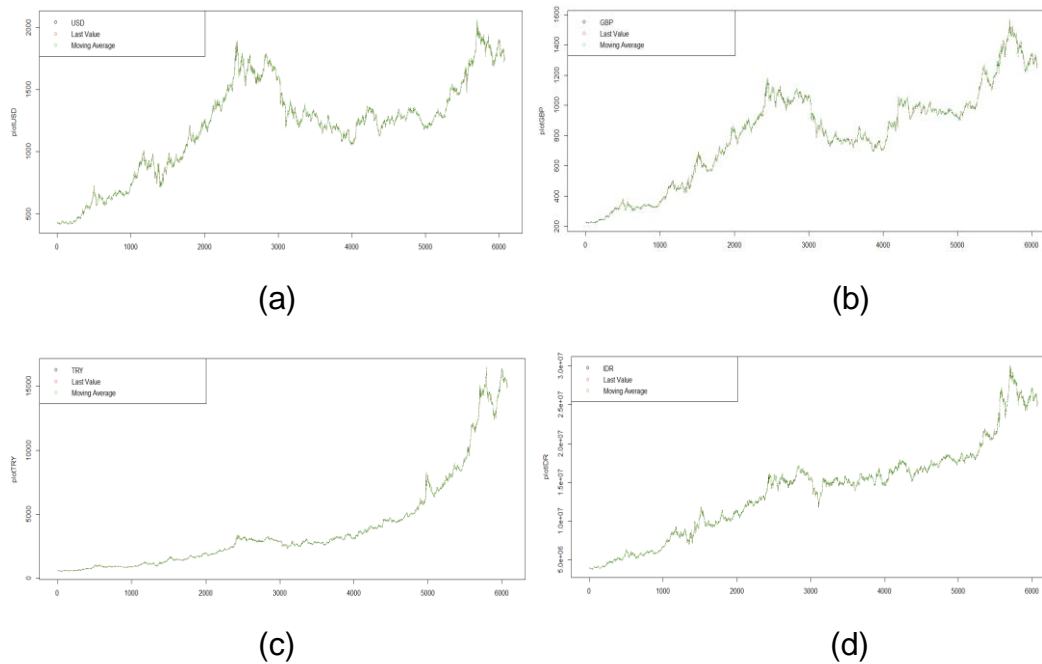 USD
Last Value
Moving Average
plotUSD
2000
1500
1000
500
0 1000 2000 3000 4000 5000 6000
(a)
GBP
Last Value
Moving Average
plotGBP
1600
1400
1200
1000
800
600
400
200
0 1000 2000 3000 4000 5000 6000
(b)
TRY
Last Value
Moving Average
plotTRY
15000
10000
5000
0
0 1000 2000 3000 4000 5000 6000
(c)
IDR
Last Value
Moving Average
plotIDR
3.0e+07
2.5e+07
2.0e+07
1.5e+07
1.0e+07
5.0e+06
0 1000 2000 3000 4000 5000 6000
(d)